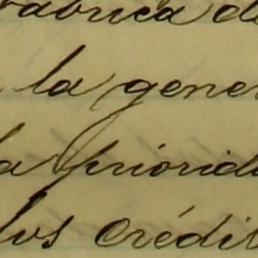 fabrica d
la gener
la priorida
los crédit